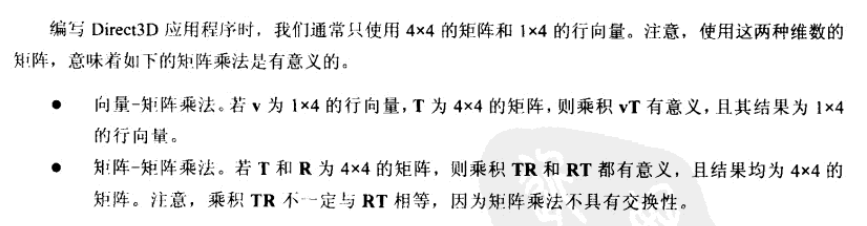 编写 Direct3D 应用程序时，我们通常只使用 4×4 的矩阵和 1×4 的行向量。注意，使用这两种维数的
矩阵，意味着如下的矩阵乘法是有意义的。
● 向量-矩阵乘法。若 v 为 1×4 的行向量，T 为 4×4 的矩阵，则乘积 vT 有意义，且其结果为 1×4
的行向量。
● 矩阵-矩阵乘法。若 T 和 R 为 4×4 的矩阵，则乘积 TR 和 RT 都有意义，且结果均为 4×4 的
矩阵。注意，乘积 TR 不一定与 RT 相等，因为矩阵乘法不具有交换性。